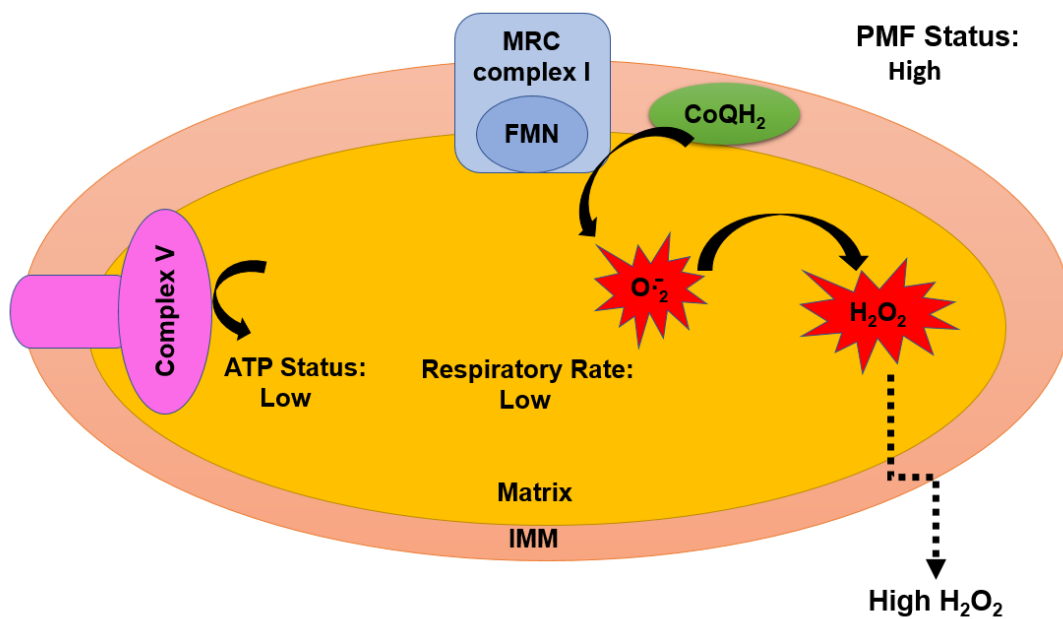 MRC
complex I
FMN
PMF Status:
High
CoQH₂
Complex V
O·₂⁻
H₂O₂
ATP Status:
Low
Respiratory Rate:
Low
Matrix
IMM
High H₂O₂